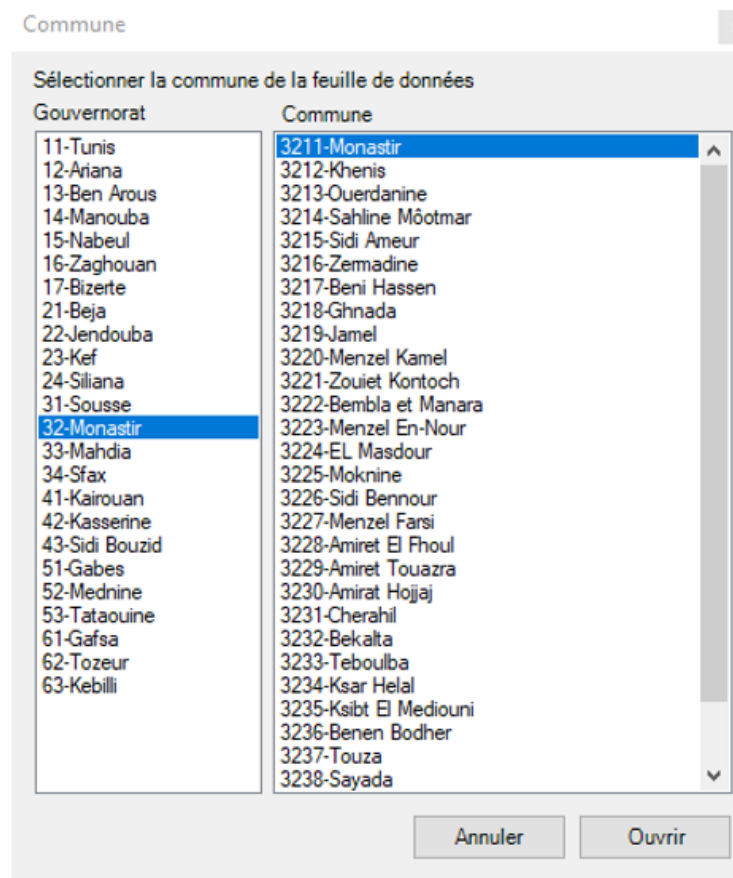 Commune
Sélectionner la commune de la feuille de données
Gouvernorat
11-Tunis
12-Ariana
13-Ben Arous
14-Manouba
15-Nabeul
16-Zaghouan
17-Bizerte
21-Beja
22-Jendouba
23-Kef
24-Siliana
31-Sousse
32-Monastir
33-Mahdia
34-Sfax
41-Kairouan
42-Kasserine
43-Sidi Bouzid
51-Gabes
52-Mednine
53-Tataouine
61-Gafsa
62-Tozeur
63-Kebilli
Commune
3211-Monastir
3212-Khenis
3213-Ouerdanine
3214-Sahline Môotmar
3215-Sidi Ameur
3216-Zermadine
3217-Beni Hassen
3218-Ghnada
3219-Jamel
3220-Menzel Kamel
3221-Zouiet Kontoch
3222-Bembla et Manara
3223-Menzel En-Nour
3224-EL Masdour
3225-Moknine
3226-Sidi Bennour
3227-Menzel Farsi
3228-Amiret El Fhoul
3229-Amiret Touazra
3230-Amirat Hojjaj
3231-Cherahil
3232-Bekalta
3233-Teboulba
3234-Ksar Helal
3235-Ksibt El Mediouni
3236-Benen Bodher
3237-Touza
3238-Sayada
Annuler
Ouvrir